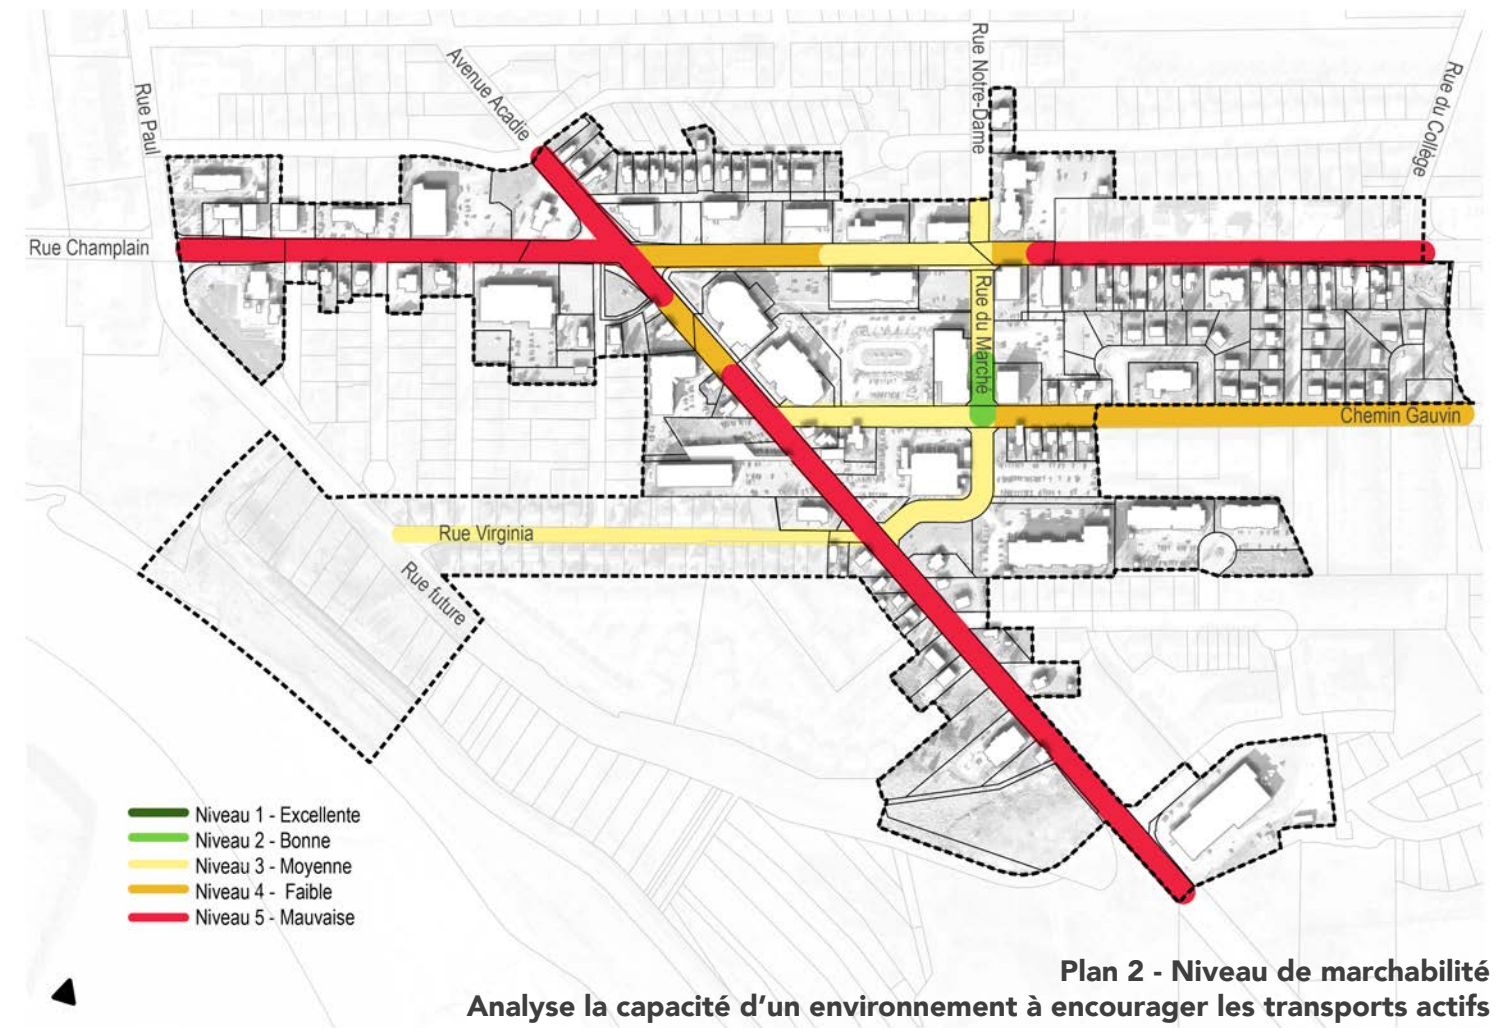 Rue Paul
Avenue Acadie
Rue Notre-Dame
Rue du Collège
Rue Champlain
Rue du Marché
Chemin Gauvin
Rue Virginia
Rue future
Niveau 1 - Excellente
Niveau 2 - Bonne
Niveau 3 - Moyenne
Niveau 4 - Faible
Niveau 5 - Mauvaise
Plan 2 - Niveau de marchabilité
Analyse la capacité d’un environnement à encourager les transports actifs